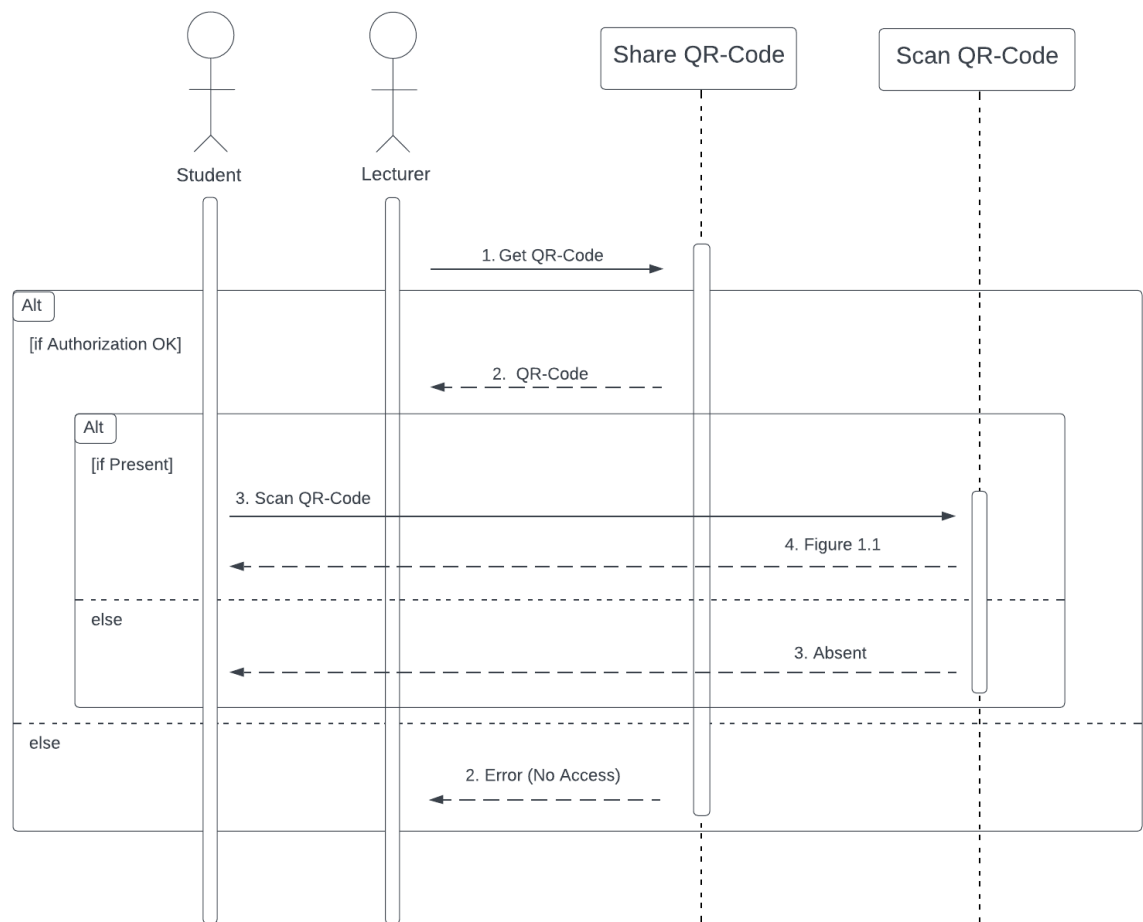 Share QR-Code
Scan QR-Code
Student
Lecturer
1. Get QR-Code
Alt
[if Authorization OK]
2. QR-Code
Alt
[if Present]
3. Scan QR-Code
4. Figure 1.1
else
3. Absent
else
2. Error (No Access)